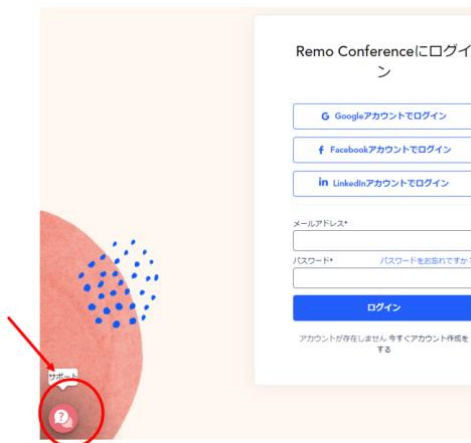 Remo Conferenceにログイ
ン
G Googleアカウントでログイン
f Facebookアカウントでログイン
in LinkedInアカウントでログイン
メールアドレス*
パスワード* パスワードをお忘れですか?
ログイン
アカウントが存在しません 今すぐアカウント作成を
する
サポート
?